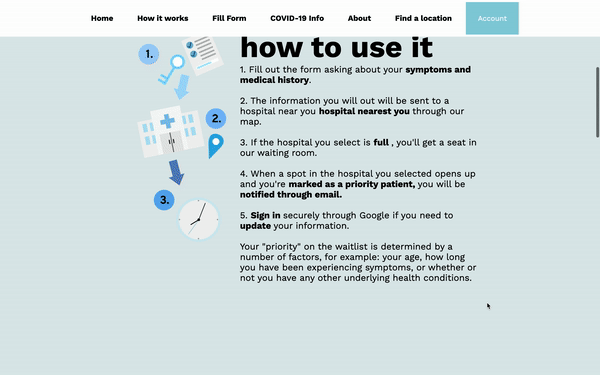 Home How it works Fill Form COVID-19 Info About Find a location Account
how to use it
1.
2.
3.
1. Fill out the form asking about your symptoms and
medical history.
2. The information you will out will be sent to a
hospital near you hospital nearest you through our
map.
3. If the hospital you select is full , you'll get a seat in
our waiting room.
4. When a spot in the hospital you selected opens up
and you're marked as a priority patient, you will be
notified through email.
5. Sign in securely through Google if you need to
update your information.
Your "priority" on the waitlist is determined by a
number of factors, for example: your age, how long
you have been experiencing symptoms, or whether or
not you have any other underlying health conditions.